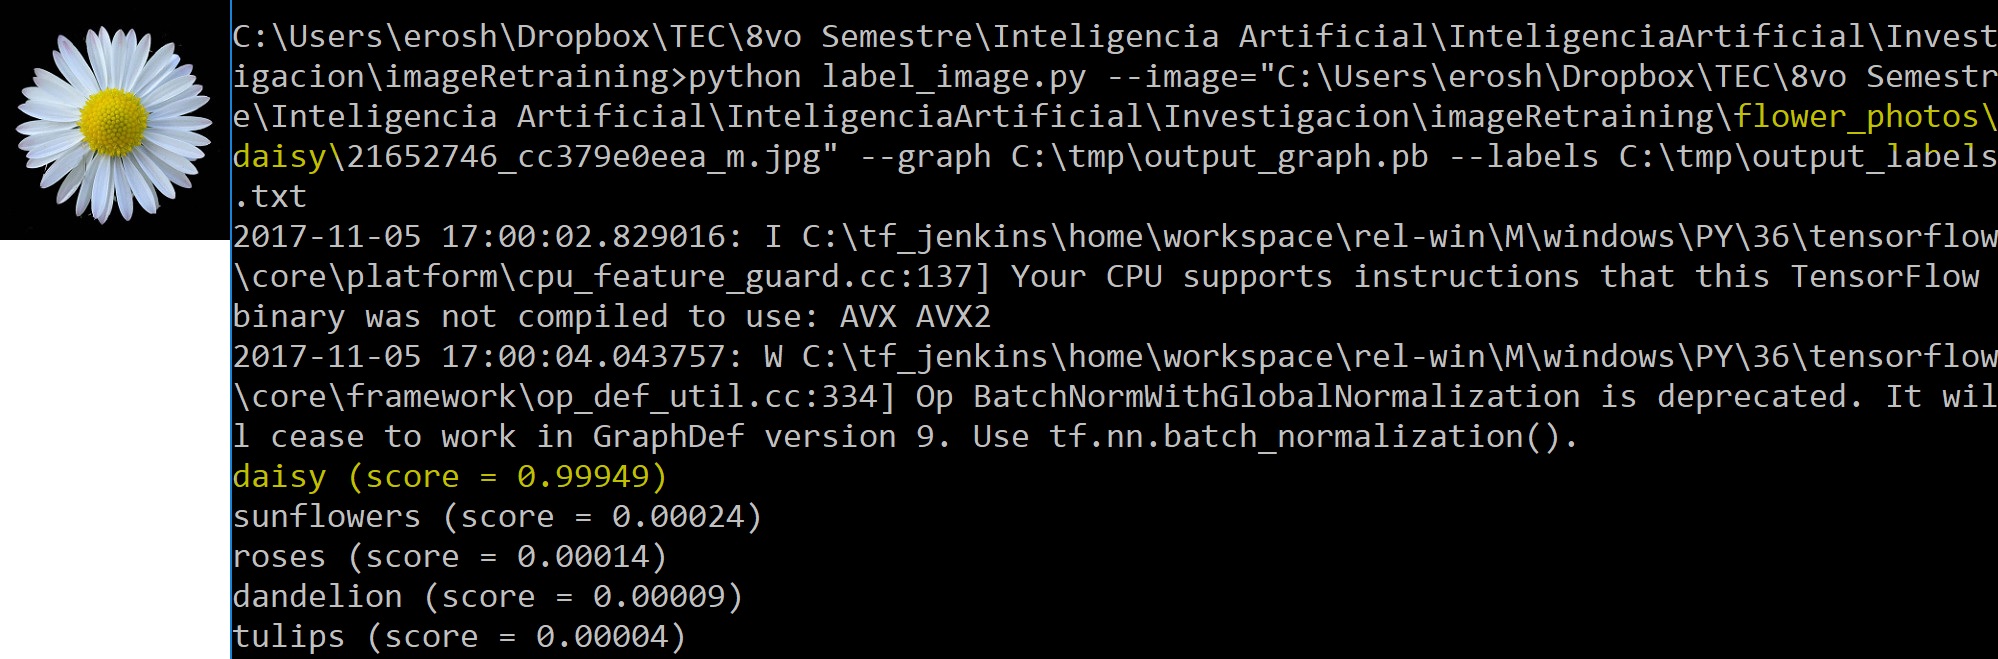 C:\Users\erosh\Dropbox\TEC\8vo Semestre\Inteligencia Artificial\InteligenciaArtificial\Invest
igacion\imageRetraining>python label_image.py --image="C:\Users\erosh\Dropbox\TEC\8vo Semestr
e\Inteligencia Artificial\InteligenciaArtificial\Investigacion\imageRetraining\flower_photos\
daisy\21652746_cc379e0eea_m.jpg" --graph C:\tmp\output_graph.pb --labels C:\tmp\output_labels
.txt
2017-11-05 17:00:02.829016: I C:\tf_jenkins\home\workspace\rel-win\M\windows\PY\36\tensorflow
\core\platform\cpu_feature_guard.cc:137] Your CPU supports instructions that this TensorFlow
binary was not compiled to use: AVX AVX2
2017-11-05 17:00:04.043757: W C:\tf_jenkins\home\workspace\rel-win\M\windows\PY\36\tensorflow
\core\framework\op_def_util.cc:334] Op BatchNormWithGlobalNormalization is deprecated. It wil
l cease to work in GraphDef version 9. Use tf.nn.batch_normalization().
daisy (score = 0.99949)
sunflowers (score = 0.00024)
roses (score = 0.00014)
dandelion (score = 0.00009)
tulips (score = 0.00004)